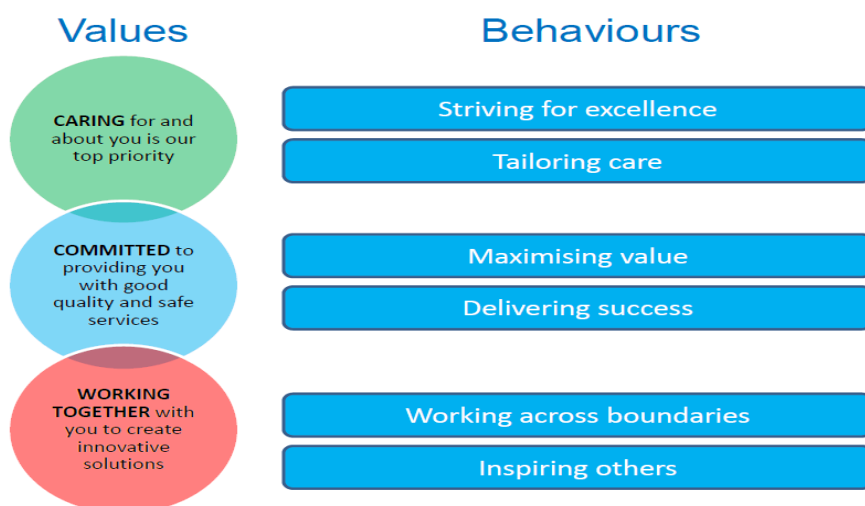 Values
Behaviours
CARING for and
about you is our
top priority
Striving for excellence
Tailoring care
COMMITTED to
providing you
with good
quality and safe
services
Maximising value
Delivering success
WORKING
TOGETHER with
you to create
innovative
solutions
Working across boundaries
Inspiring others